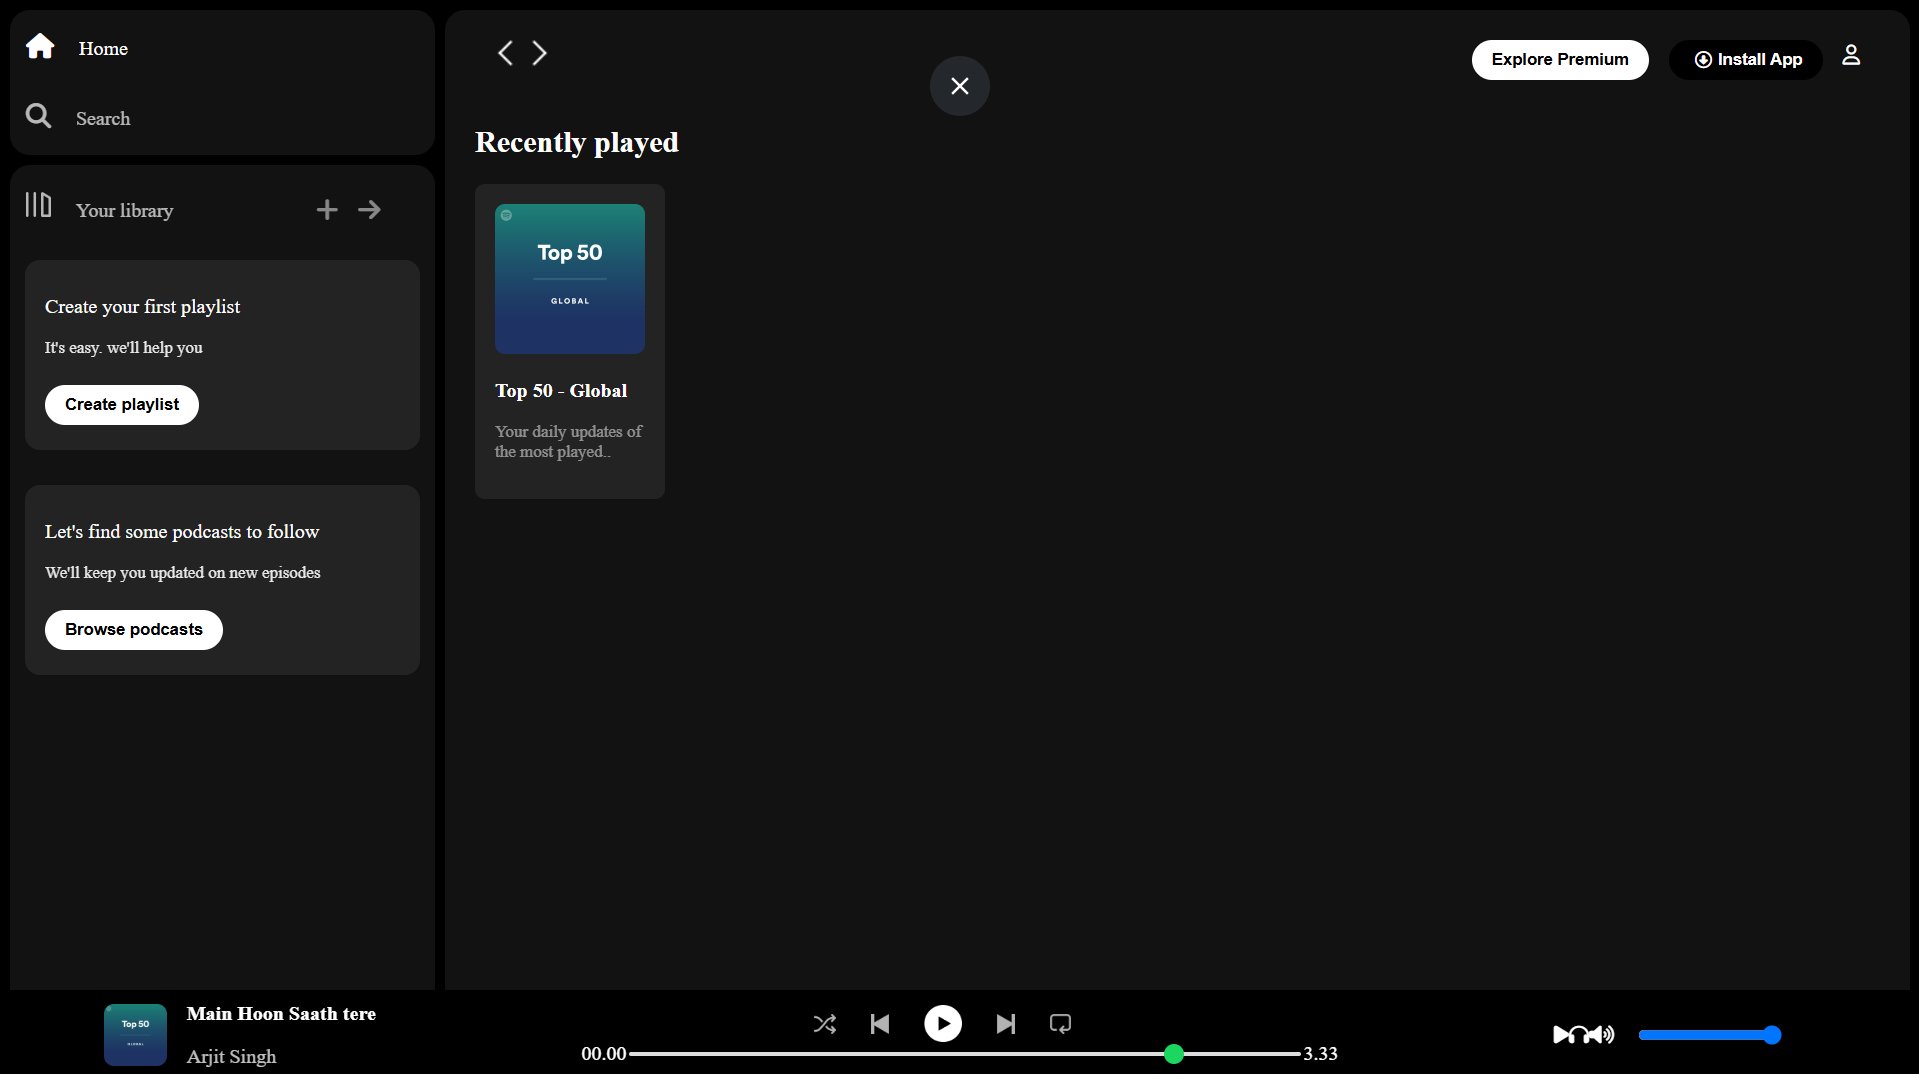 Home
Search
Your library
Create your first playlist
It's easy. we'll help you
Create playlist
Let's find some podcasts to follow
We'll keep you updated on new episodes
Browse podcasts
Explore Premium
Install App
Recently played
Top 50
GLOBAL
Top 50 - Global
Your daily updates of
the most played..
Top 50
GLOBAL
Main Hoon Saath tere
Arjit Singh
00.00
3.33